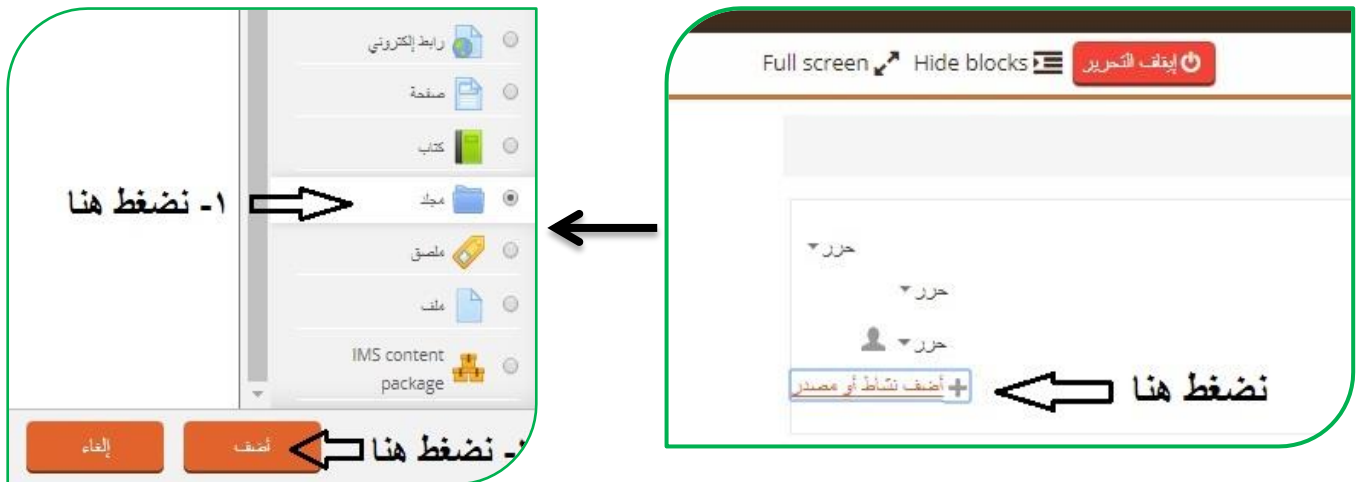 إيقاف التحرير Hide blocks Full screen
حرر
حرر
حرر
أضف نشاط أو مصدر
نضغط هنا
رابط إلكتروني
صفحة
كتاب
مجلد
١- نضغط هنا
ملصق
ملف
IMS content
package
- نضغط هنا
أضف
إلغاء